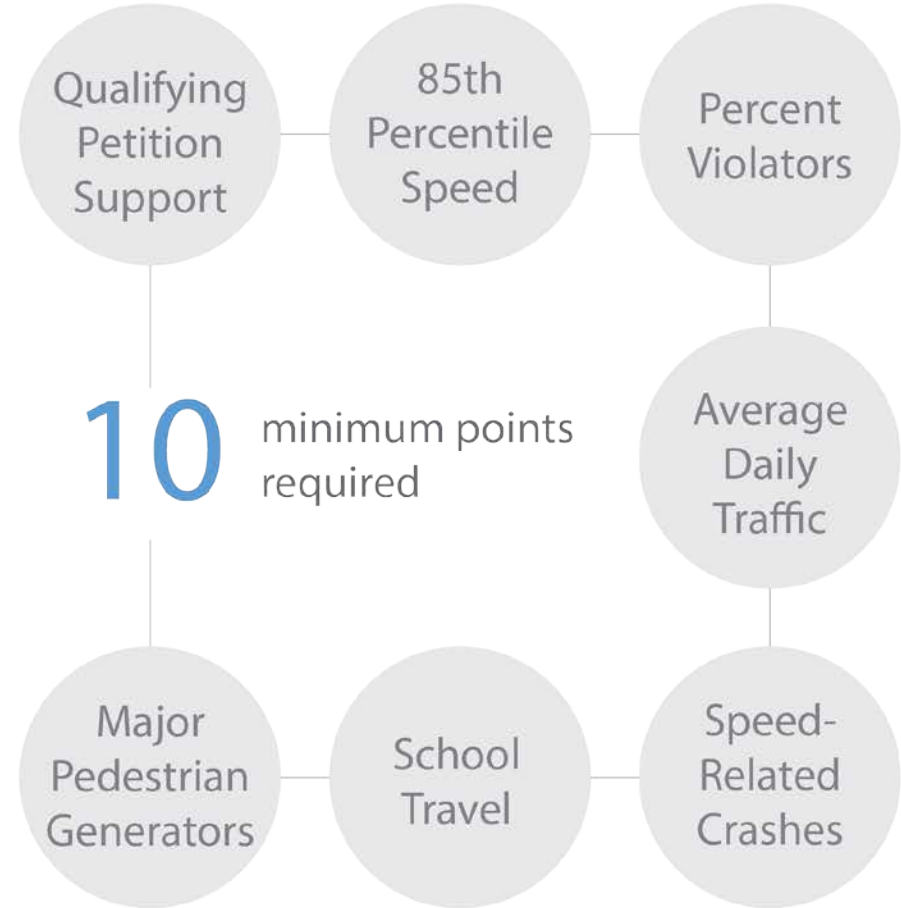 Qualifying
Petition
Support
85th
Percentile
Speed
Percent
Violators
10
minimum points
required
Average
Daily
Traffic
Major
Pedestrian
Generators
School
Travel
Speed-
Related
Crashes